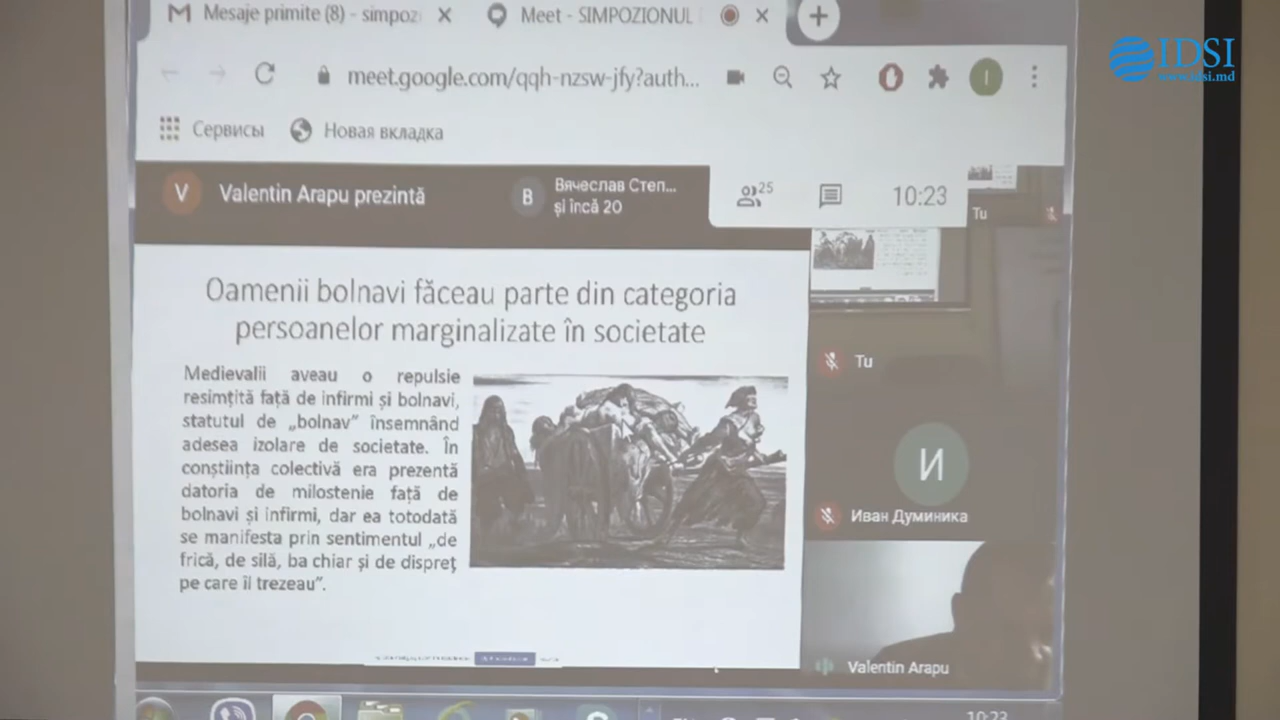 Mesaje primite (8) - simpozi
Meet - SIMPOZIONUL
IDSI
www.idsi.md
meet.google.com/qqh-nzsw-jfy?auth...
I
Сервисы
Новая вкладка
V
Valentin Arapu prezintă
B
Вячеслав Степ...
și încă 20
25
10:23
Tu
Oamenii bolnavi făceau parte din categoria
persoanelor marginalizate în societate
Medievalii aveau o repulsie
resimțită față de infirmi și bolnavi,
statutul de „bolnav” însemnând
adesea izolare de societate. În
conștiința colectivă era prezentă
datoria de milostenie față de
bolnavi și infirmi, dar ea totodată
se manifesta prin sentimentul „de
frică, de silă, ba chiar și de dispreț
pe care îl trezeau”.
Tu
И
Иван Думиника
Valentin Arapu
10:23